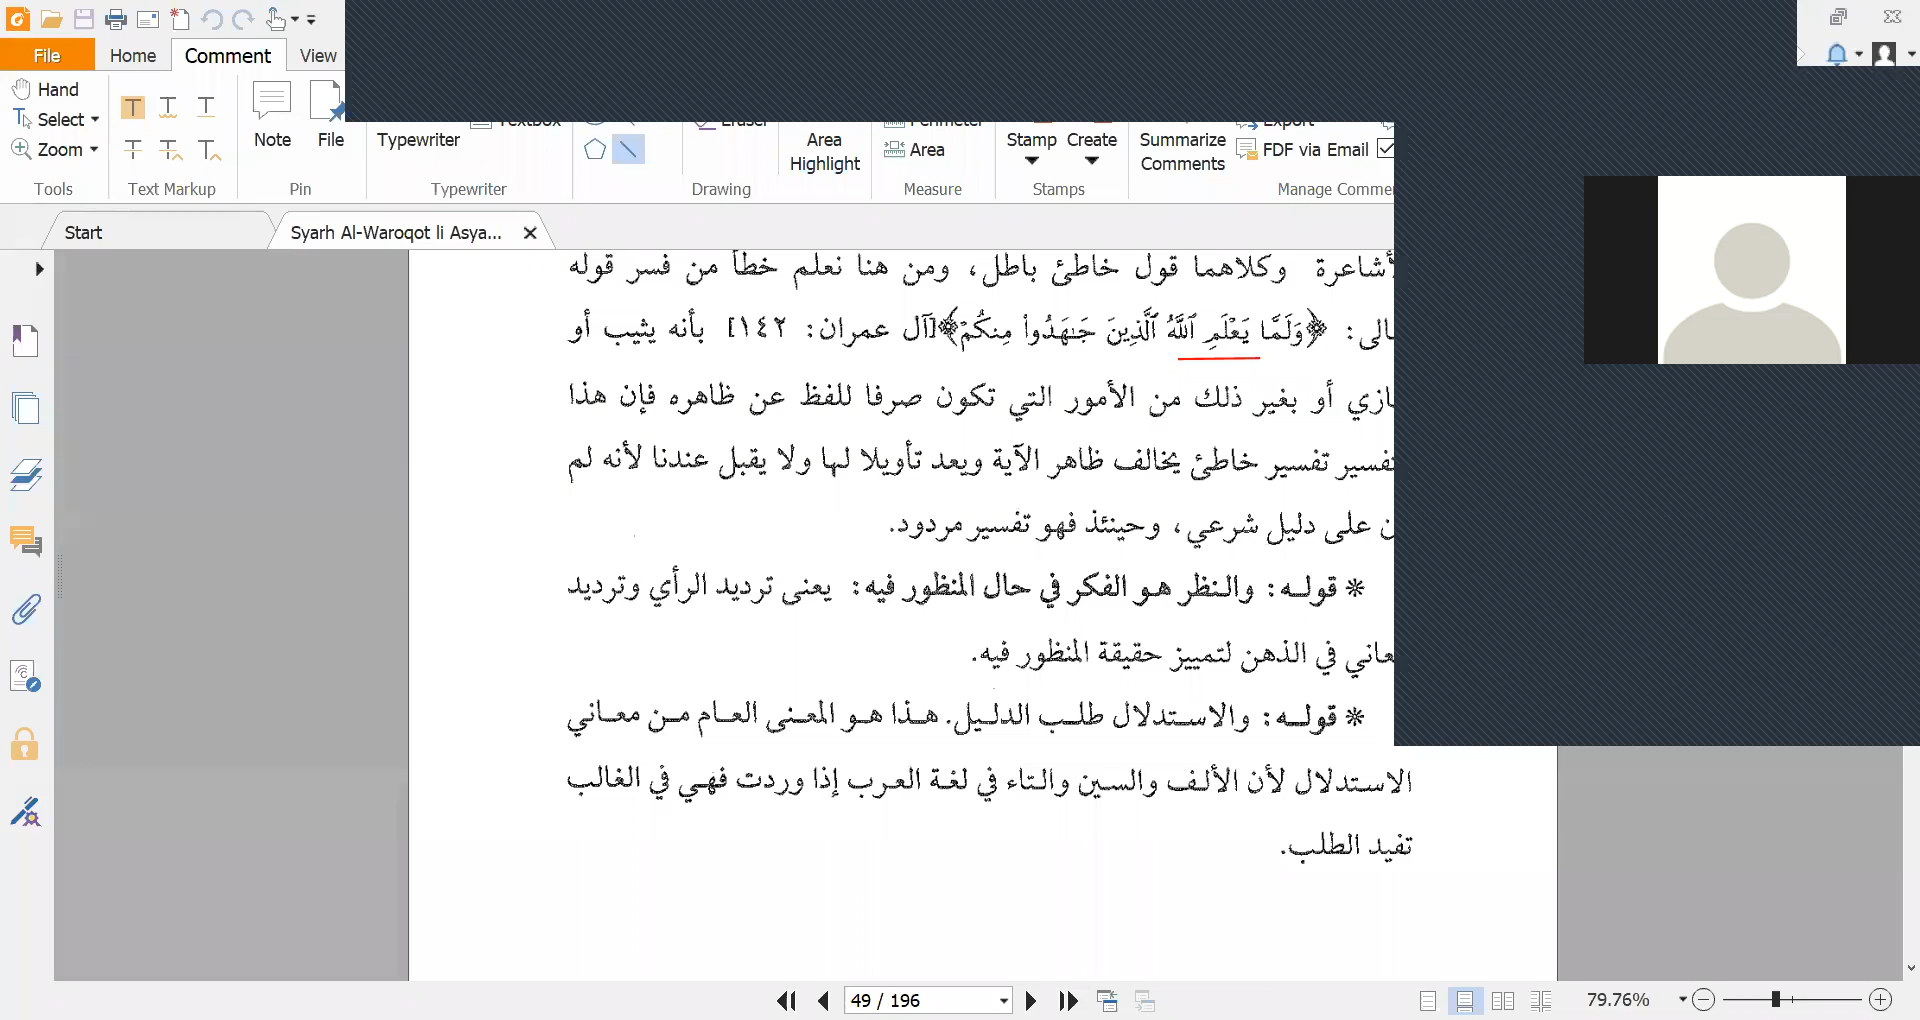 File
Home
Comment
View
Hand
Select
Zoom
Tools
Text Markup
Note
File
Pin
Typewriter
Typewriter
Drawing
Area
Highlight
Area
Measure
Stamp
Create
Stamps
Summarize
Comments
FDF via Email
Start
Syarh Al-Waroqot li Asya...
وكلاهما قول خاطئ باطل، ومن هنا نعلم خطأ من فسر قوله
﴿وَلَمَّا يَعْلَمِ ٱللَّهُ ٱلَّذِينَ جَـٰهَدُوا۟ مِنكُمْ﴾[آل عمران: ١٤٢] بأنه يثيب أو
أو بغير ذلك من الأمور التي تكون صرفا للفظ عن ظاهره فإن هذا
تفسير خاطئ يخالف ظاهر الآية ويعد تأويلا لها ولا يقبل عندنا لأنه لم
على دليل شرعي، وحينئذ فهو تفسير مردود.
* قوله: والنظر هو الفكر في حال المنظور فيه: يعنى ترديد الرأي وترديد
في الذهن لتمييز حقيقة المنظور فيه.
* قوله: والاستدلال طلب الدليل. هذا هو المعنى العام من معاني
الاستدلال لأن الألف والسين والتاء في لغة العرب إذا وردت فهي في الغالب
تفيد الطلب.
49 / 196
79.76%